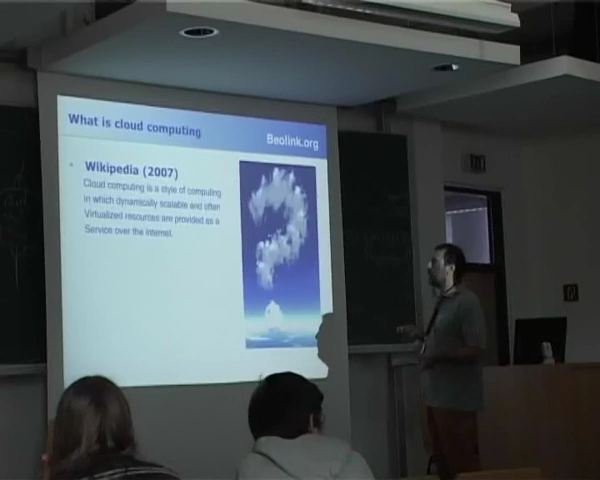 What is cloud computing
Beolink.org
Wikipedia (2007)
Cloud computing is a style of computing
in which dynamically scalable and often
Virtualized resources are provided as a
Service over the internet.